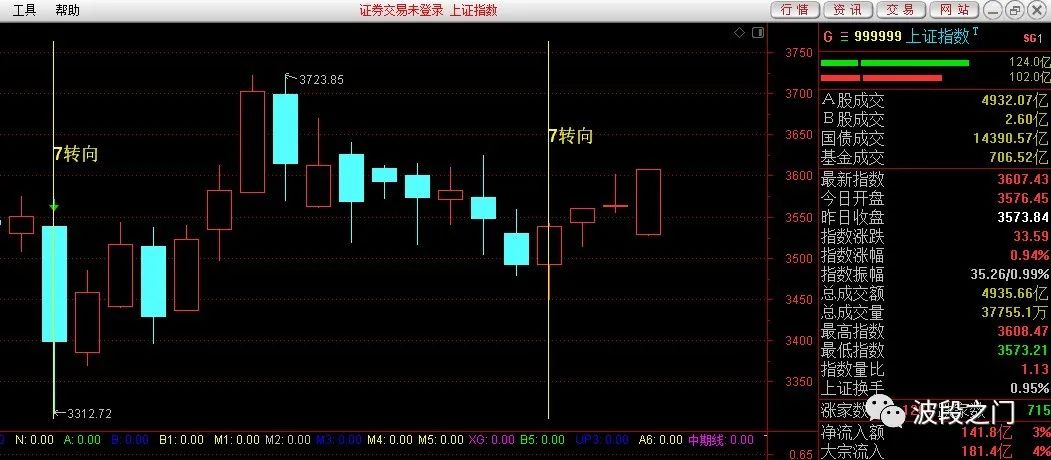 工具 帮助 证券交易未登录 上证指数 行情 资讯 交易 网站
G 三 999999 上证指数 T SG1
124.0亿
102.0亿
A股成交 4932.07亿
B股成交 2.60亿
国债成交 14390.57亿
基金成交 706.52亿
最新指数 3607.43
今日开盘 3576.45
昨日收盘 3573.84
指数涨跌 33.59
指数涨幅 0.94%
指数振幅 35.26/0.99%
总成交额 4935.66亿
总成交量 37755.1万
最高指数 3608.47
最低指数 3573.21
指数量比 1.13
上证换手 0.95%
涨家数 715
净流入额 141.8亿 3%
大宗流入 181.4亿 4%
波段之门
3750
3700
3650
3600
3550
3500
3450
3400
3350
0.65
3723.85
7转向
7转向
3312.72
N: 0.00 A: 0.00 B: 0.00 B1: 0.00 M1: 0.00 M2: 0.00 M3: 0.00 M4: 0.00 M5: 0.00 XG: 0.00 B5: 0.00 UP3: 0.00 A6: 0.00 中期线: 0.00